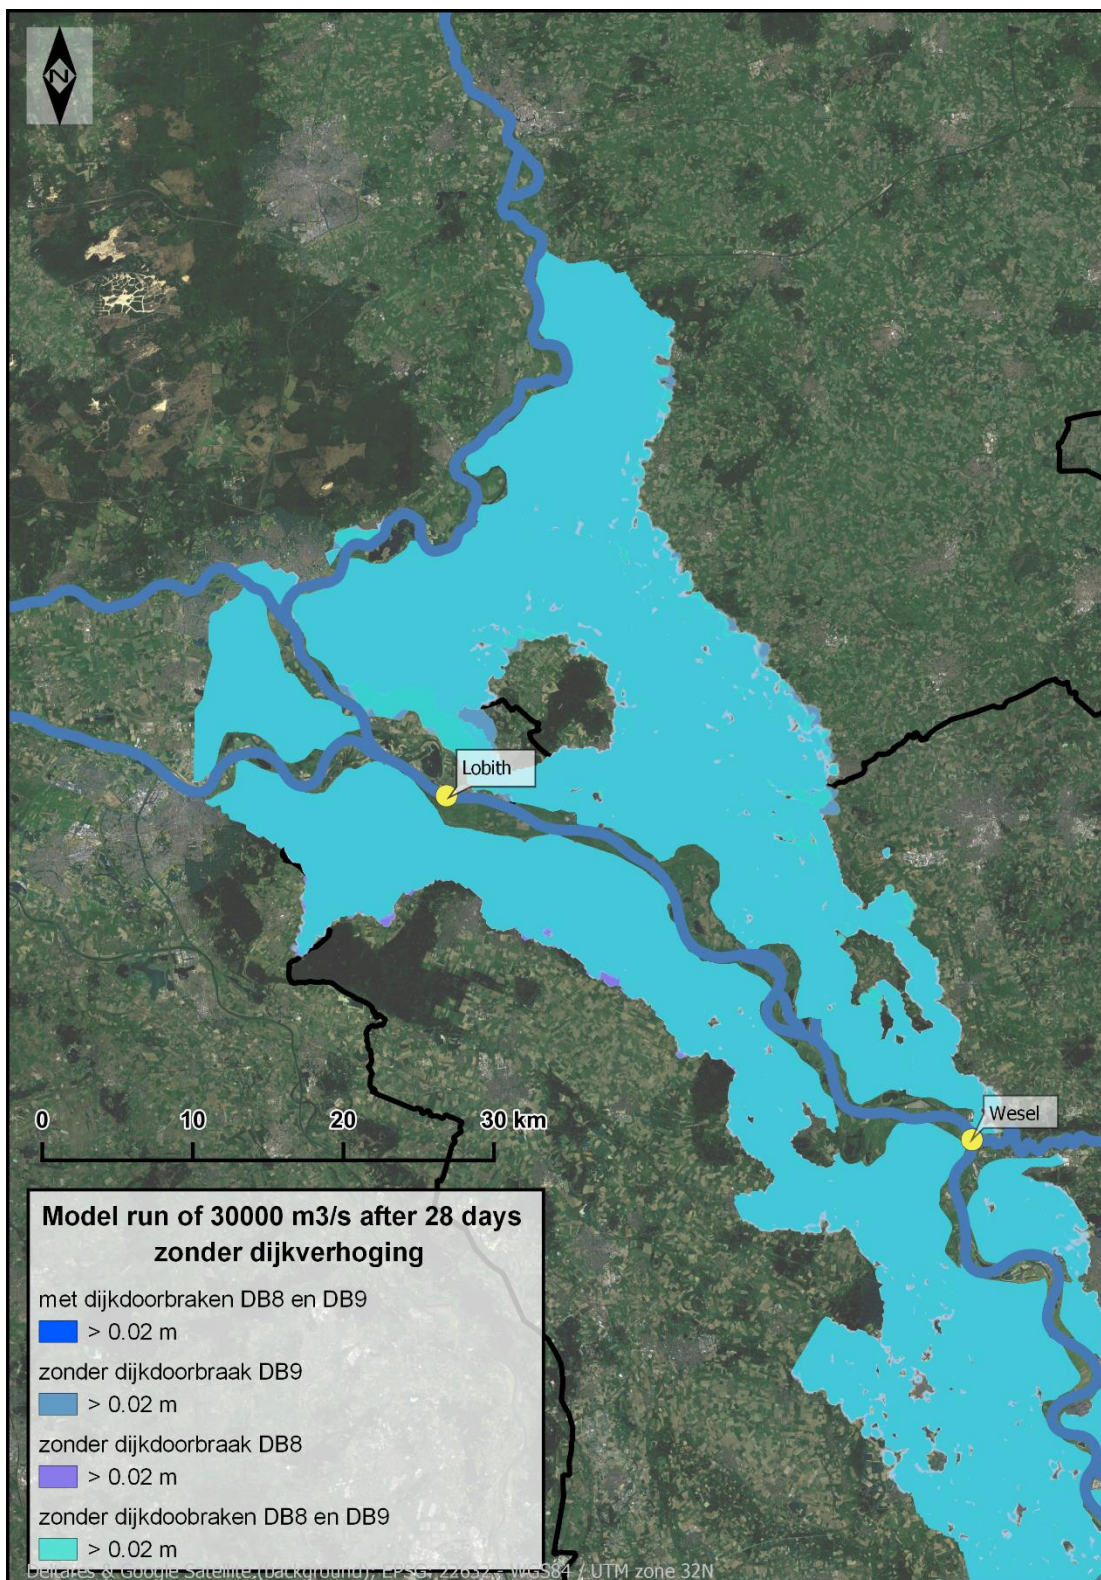 N
Lobith
Wesel
0 10 20 30 km
Model run of 30000 m3/s after 28 days
zonder dijkverhoging
met dijkdoorbraken DB8 en DB9
> 0.02 m
zonder dijkdoorbraak DB9
> 0.02 m
zonder dijkdoorbraak DB8
> 0.02 m
zonder dijkdoobraken DB8 en DB9
> 0.02 m
Deltares & Google Satellite (background), EPSG: 22632 - WGS84 / UTM zone 32N